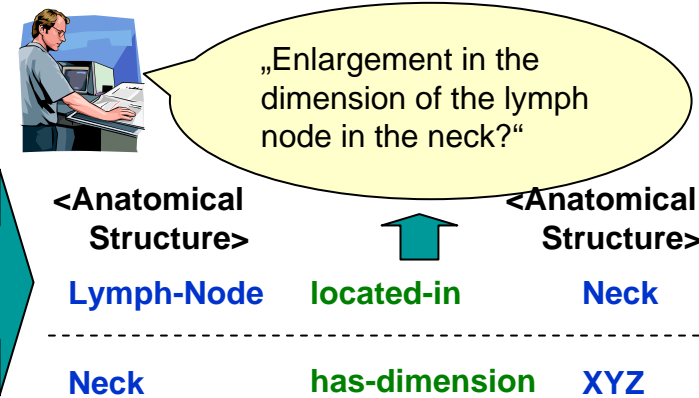 „Enlargement in the
dimension of the lymph
node in the neck?“
<Anatomical
Structure>
<Anatomical
Structure>
Lymph-Node located-in Neck
Neck has-dimension XYZ